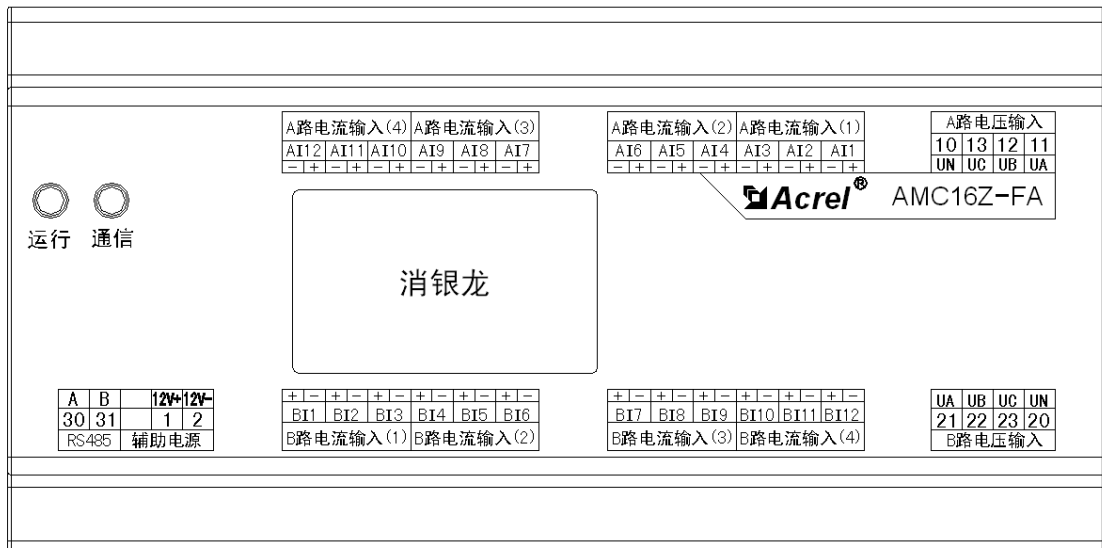 A路电流输入(4) A路电流输入(3) A路电流输入(2) A路电流输入(1) A路电压输入
AI12 AI11 AI10 AI9 AI8 AI7 AI6 AI5 AI4 AI3 AI2 AI1 10 13 12 11
- + - + - + - + - + - + - + - + - + - + - + - + UN UC UB UA
Acrel® AMC16Z-FA
运行 通信
消银龙
A B 12V+ 12V- + - + - + - + - + - + - + - + - + - + - + - + - UA UB UC UN
30 31 1 2 BI1 BI2 BI3 BI4 BI5 BI6 BI7 BI8 BI9 BI10 BI11 BI12 21 22 23 20
RS485 辅助电源 B路电流输入(1) B路电流输入(2) B路电流输入(3) B路电流输入(4) B路电压输入